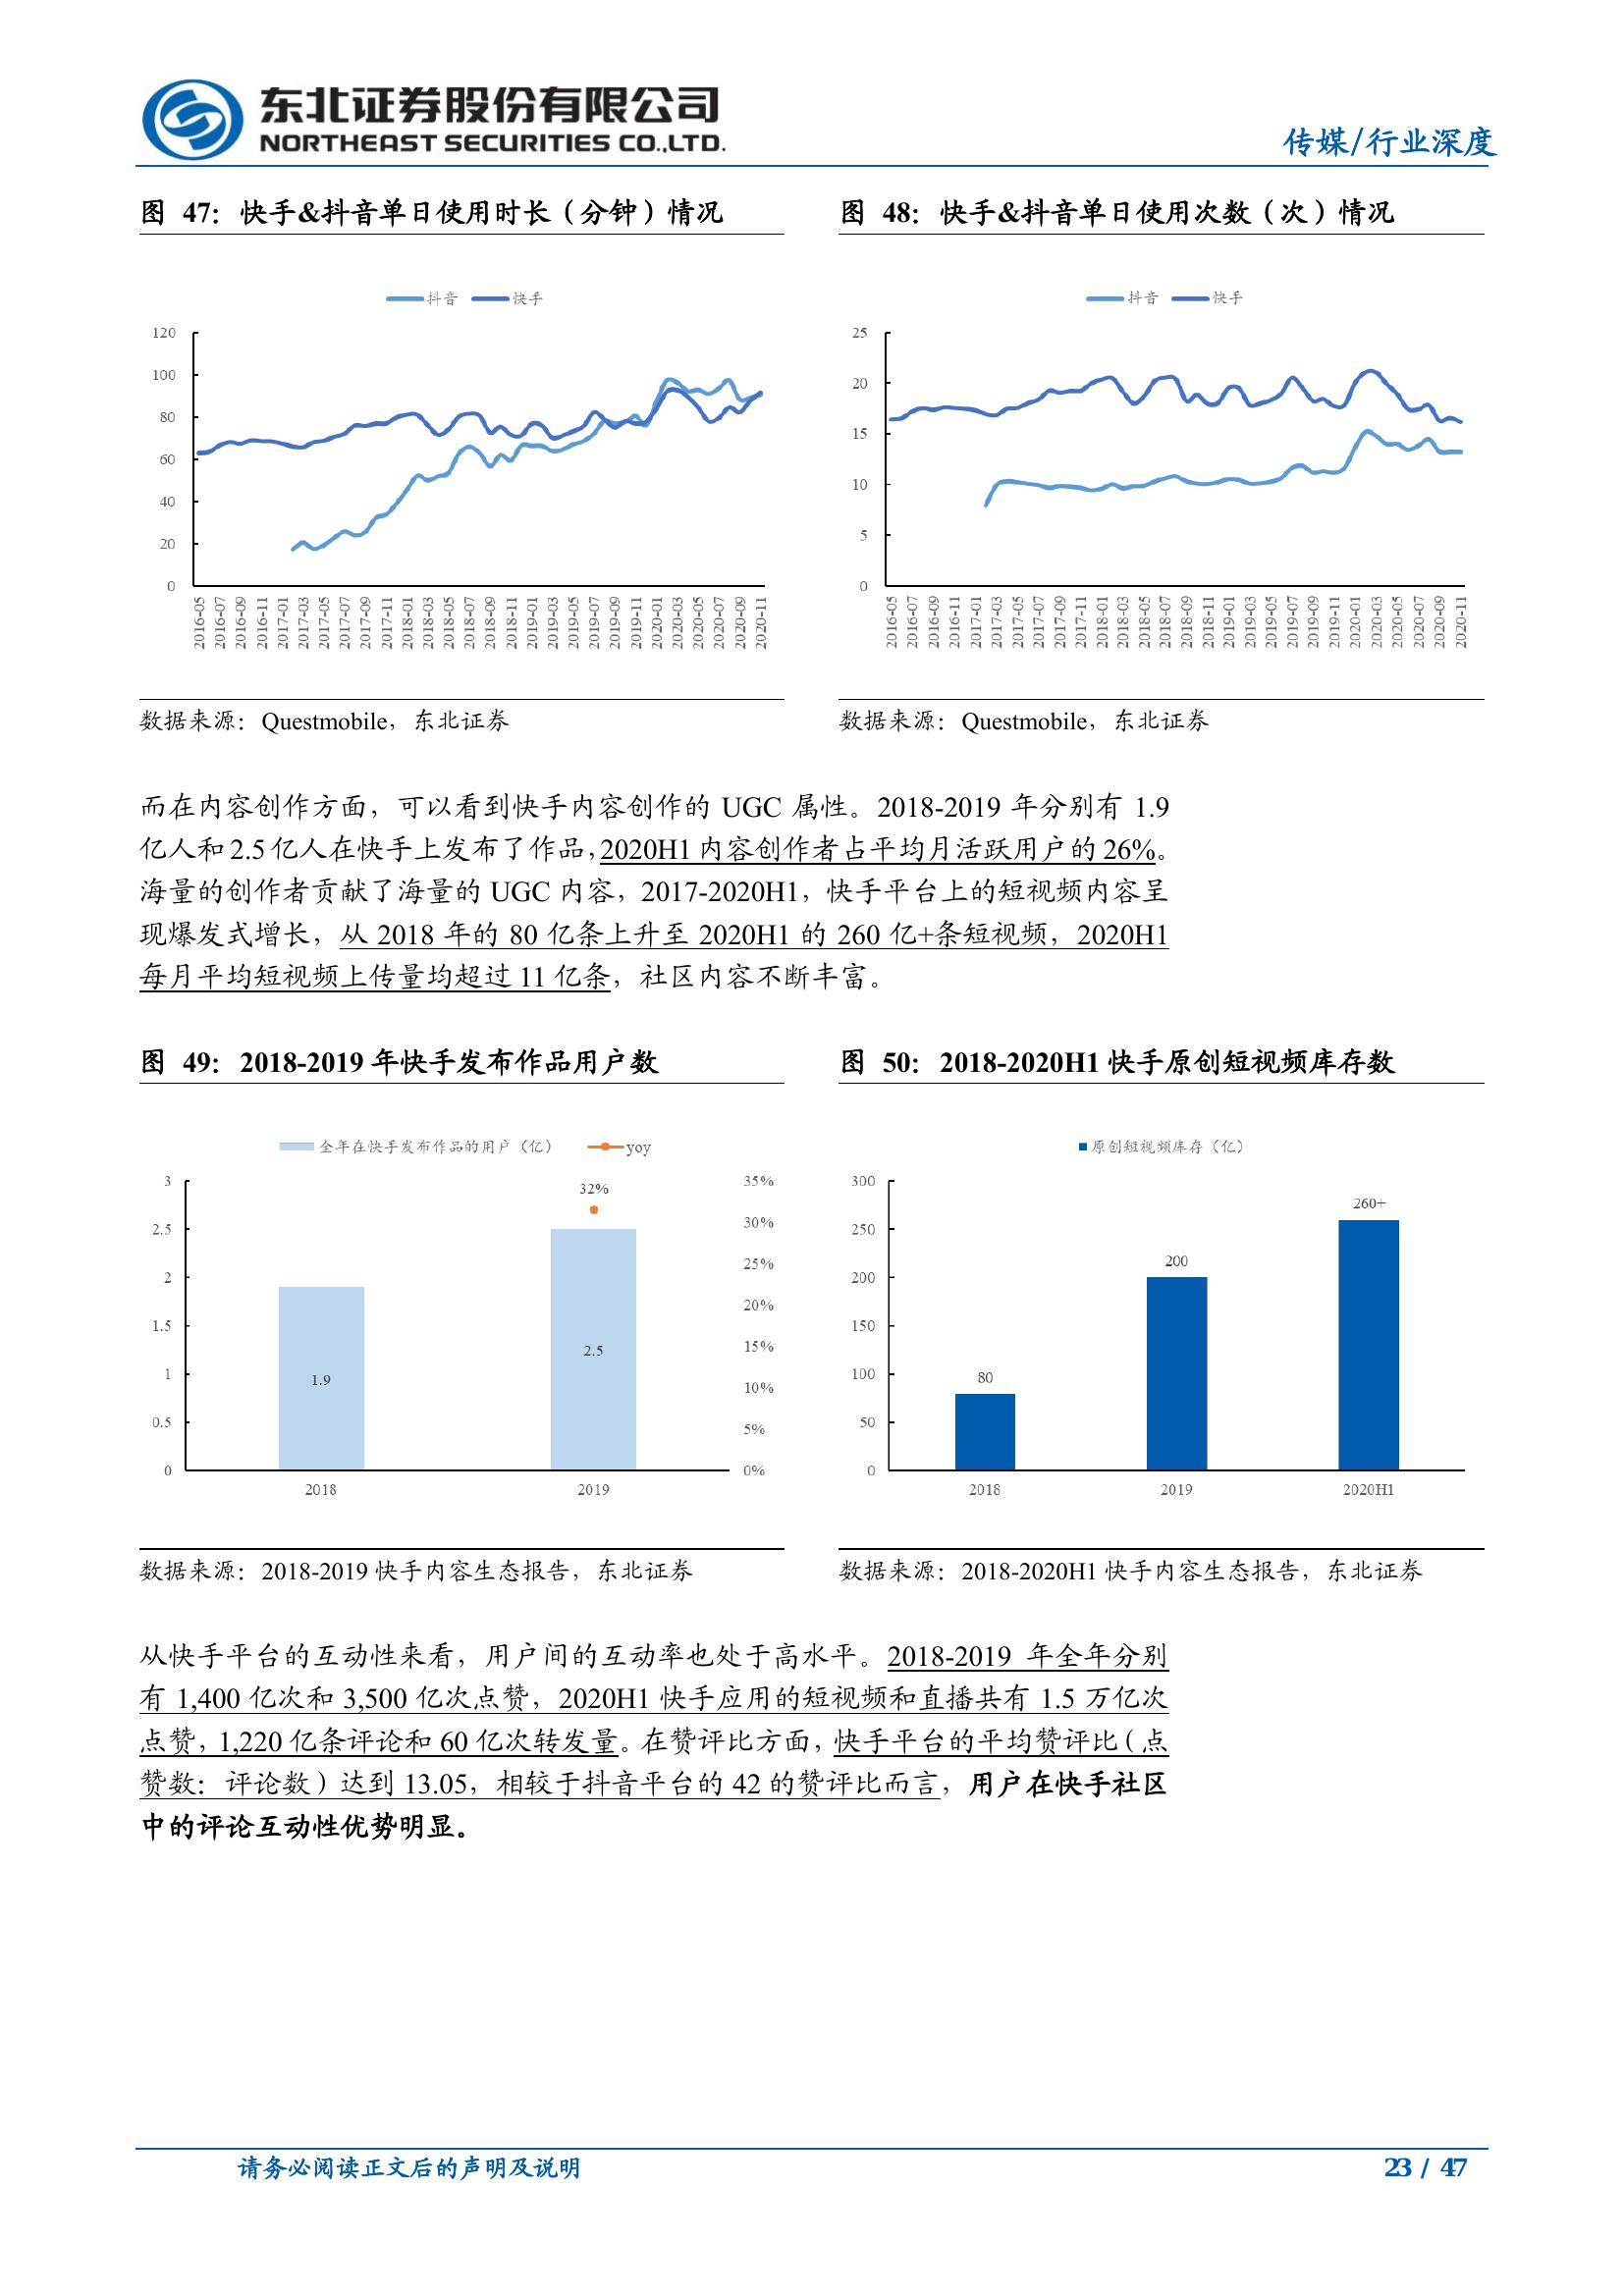 东北证券股份有限公司
NORTHEAST SECURITIES CO.,LTD.
传媒/行业深度
图 47：快手&抖音单日使用时长（分钟）情况
抖音 快手
120
100
80
60
40
20
0
2016-05 2016-07 2016-09 2016-11 2017-01 2017-03 2017-05 2017-07 2017-09 2017-11 2018-01 2018-03 2018-05 2018-07 2018-09 2018-11 2019-01 2019-03 2019-05 2019-07 2019-09 2019-11 2020-01 2020-03 2020-05 2020-07 2020-09 2020-11
数据来源：Questmobile，东北证券
图 48：快手&抖音单日使用次数（次）情况
抖音 快手
25
20
15
10
5
0
2016-05 2016-07 2016-09 2016-11 2017-01 2017-03 2017-05 2017-07 2017-09 2017-11 2018-01 2018-03 2018-05 2018-07 2018-09 2018-11 2019-01 2019-03 2019-05 2019-07 2019-09 2019-11 2020-01 2020-03 2020-05 2020-07 2020-09 2020-11
数据来源：Questmobile，东北证券
而在内容创作方面，可以看到快手内容创作的 UGC 属性。2018-2019 年分别有 1.9
亿人和 2.5 亿人在快手上发布了作品，2020H1 内容创作者占平均月活跃用户的 26%。
海量的创作者贡献了海量的 UGC 内容，2017-2020H1，快手平台上的短视频内容呈
现爆发式增长，从 2018 年的 80 亿条上升至 2020H1 的 260 亿+条短视频，2020H1
每月平均短视频上传量均超过 11 亿条，社区内容不断丰富。
图 49：2018-2019 年快手发布作品用户数
全年在快手发布作品的用户（亿） yoy
3
2.5
2
1.5
1
0.5
0
1.9
2.5
32%
35%
30%
25%
20%
15%
10%
5%
0%
2018 2019
数据来源：2018-2019 快手内容生态报告，东北证券
图 50：2018-2020H1 快手原创短视频库存数
原创短视频库存（亿）
300
250
200
150
100
50
0
80
200
260+
2018 2019 2020H1
数据来源：2018-2020H1 快手内容生态报告，东北证券
从快手平台的互动性来看，用户间的互动率也处于高水平。2018-2019 年全年分别
有 1,400 亿次和 3,500 亿次点赞，2020H1 快手应用的短视频和直播共有 1.5 万亿次
点赞，1,220 亿条评论和 60 亿次转发量。在赞评比方面，快手平台的平均赞评比（点
赞数：评论数）达到 13.05，相较于抖音平台的 42 的赞评比而言，用户在快手社区
中的评论互动性优势明显。
请务必阅读正文后的声明及说明
23 / 47